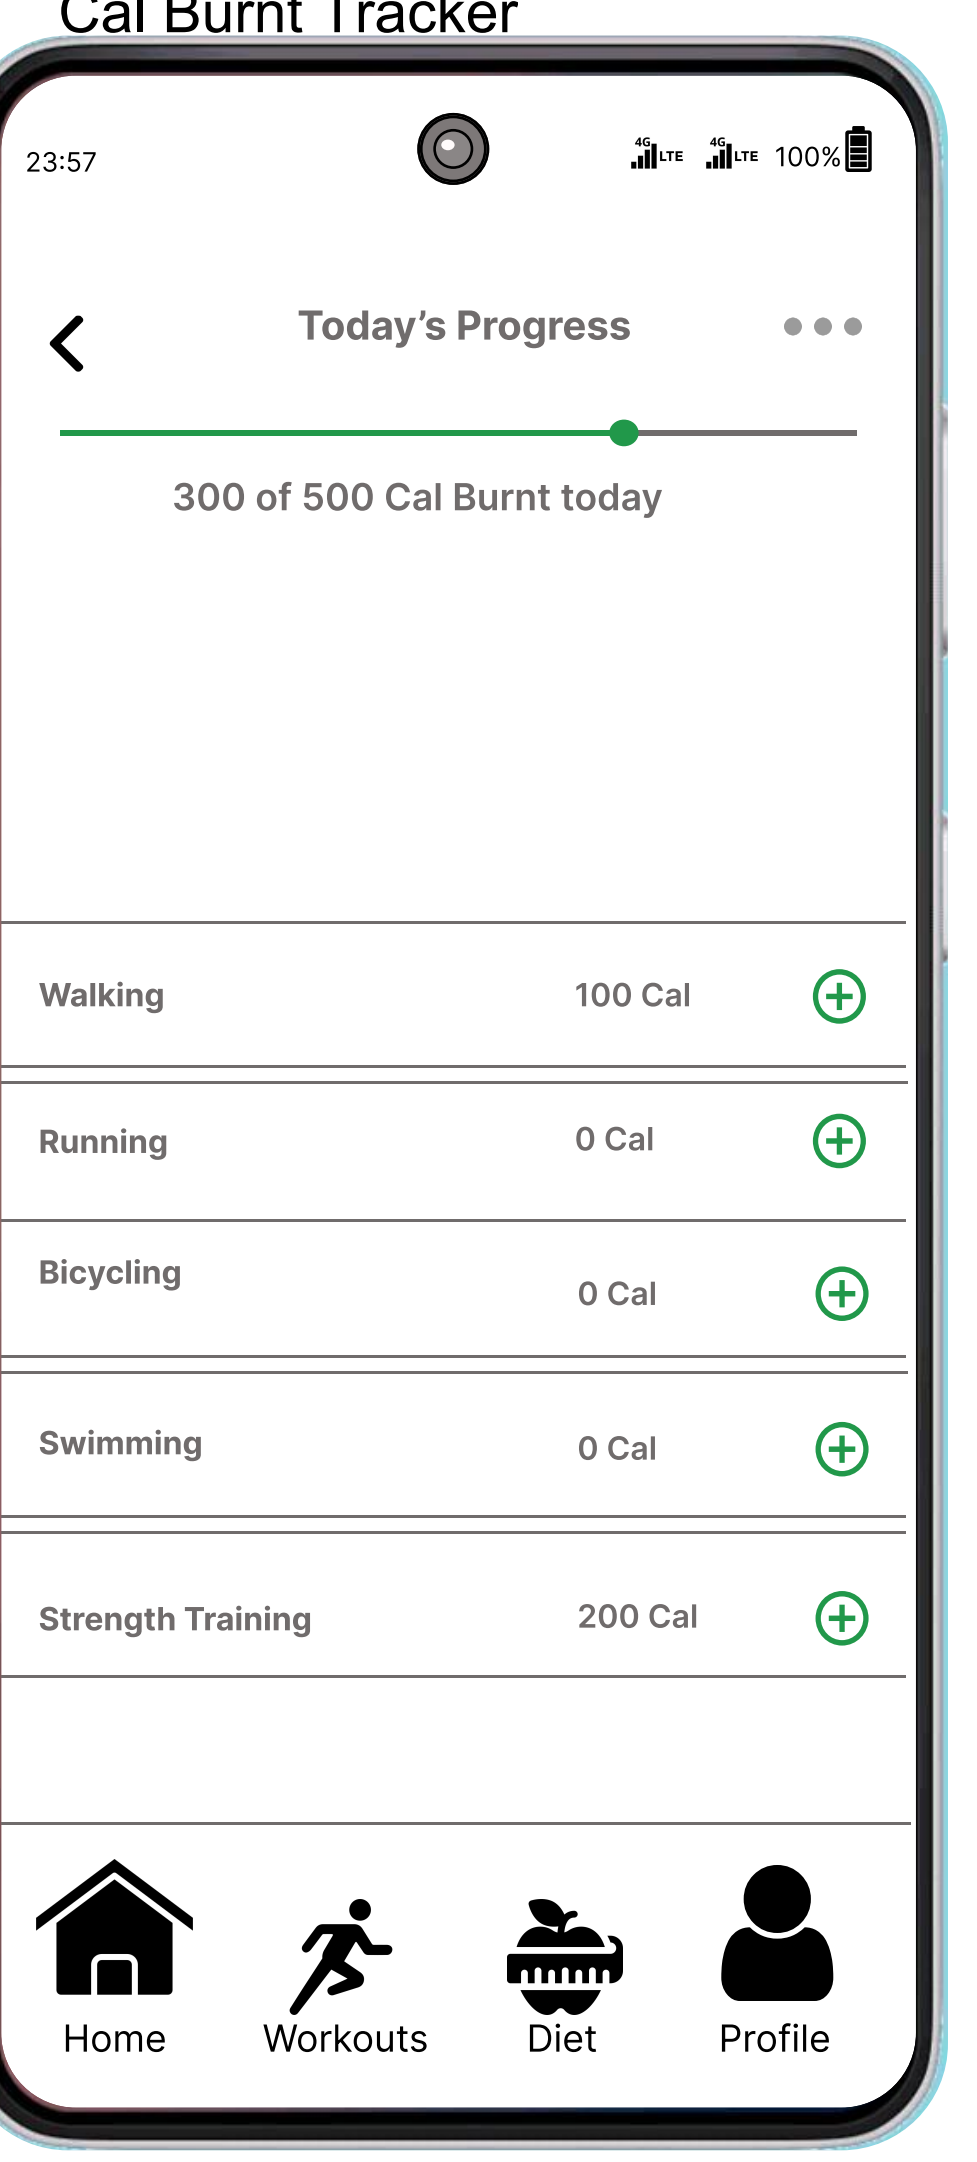 Cal Burnt Tracker
23:57
4G LTE 4G LTE 100%
Today's Progress
300 of 500 Cal Burnt today
Walking 100 Cal
Running 0 Cal
Bicycling 0 Cal
Swimming 0 Cal
Strength Training 200 Cal
Home Workouts Diet Profile